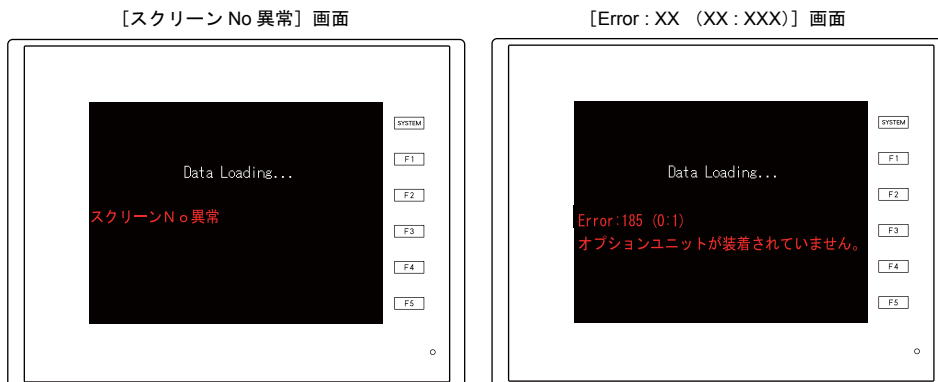 ［スクリーン No 異常］画面
Data Loading...
スクリーンＮｏ異常
SYSTEM
F1
F2
F3
F4
F5
［Error : XX （XX : XXX）］画面
Data Loading...
Error:185 (0:1)
オプションユニットが装着されていません。
SYSTEM
F1
F2
F3
F4
F5